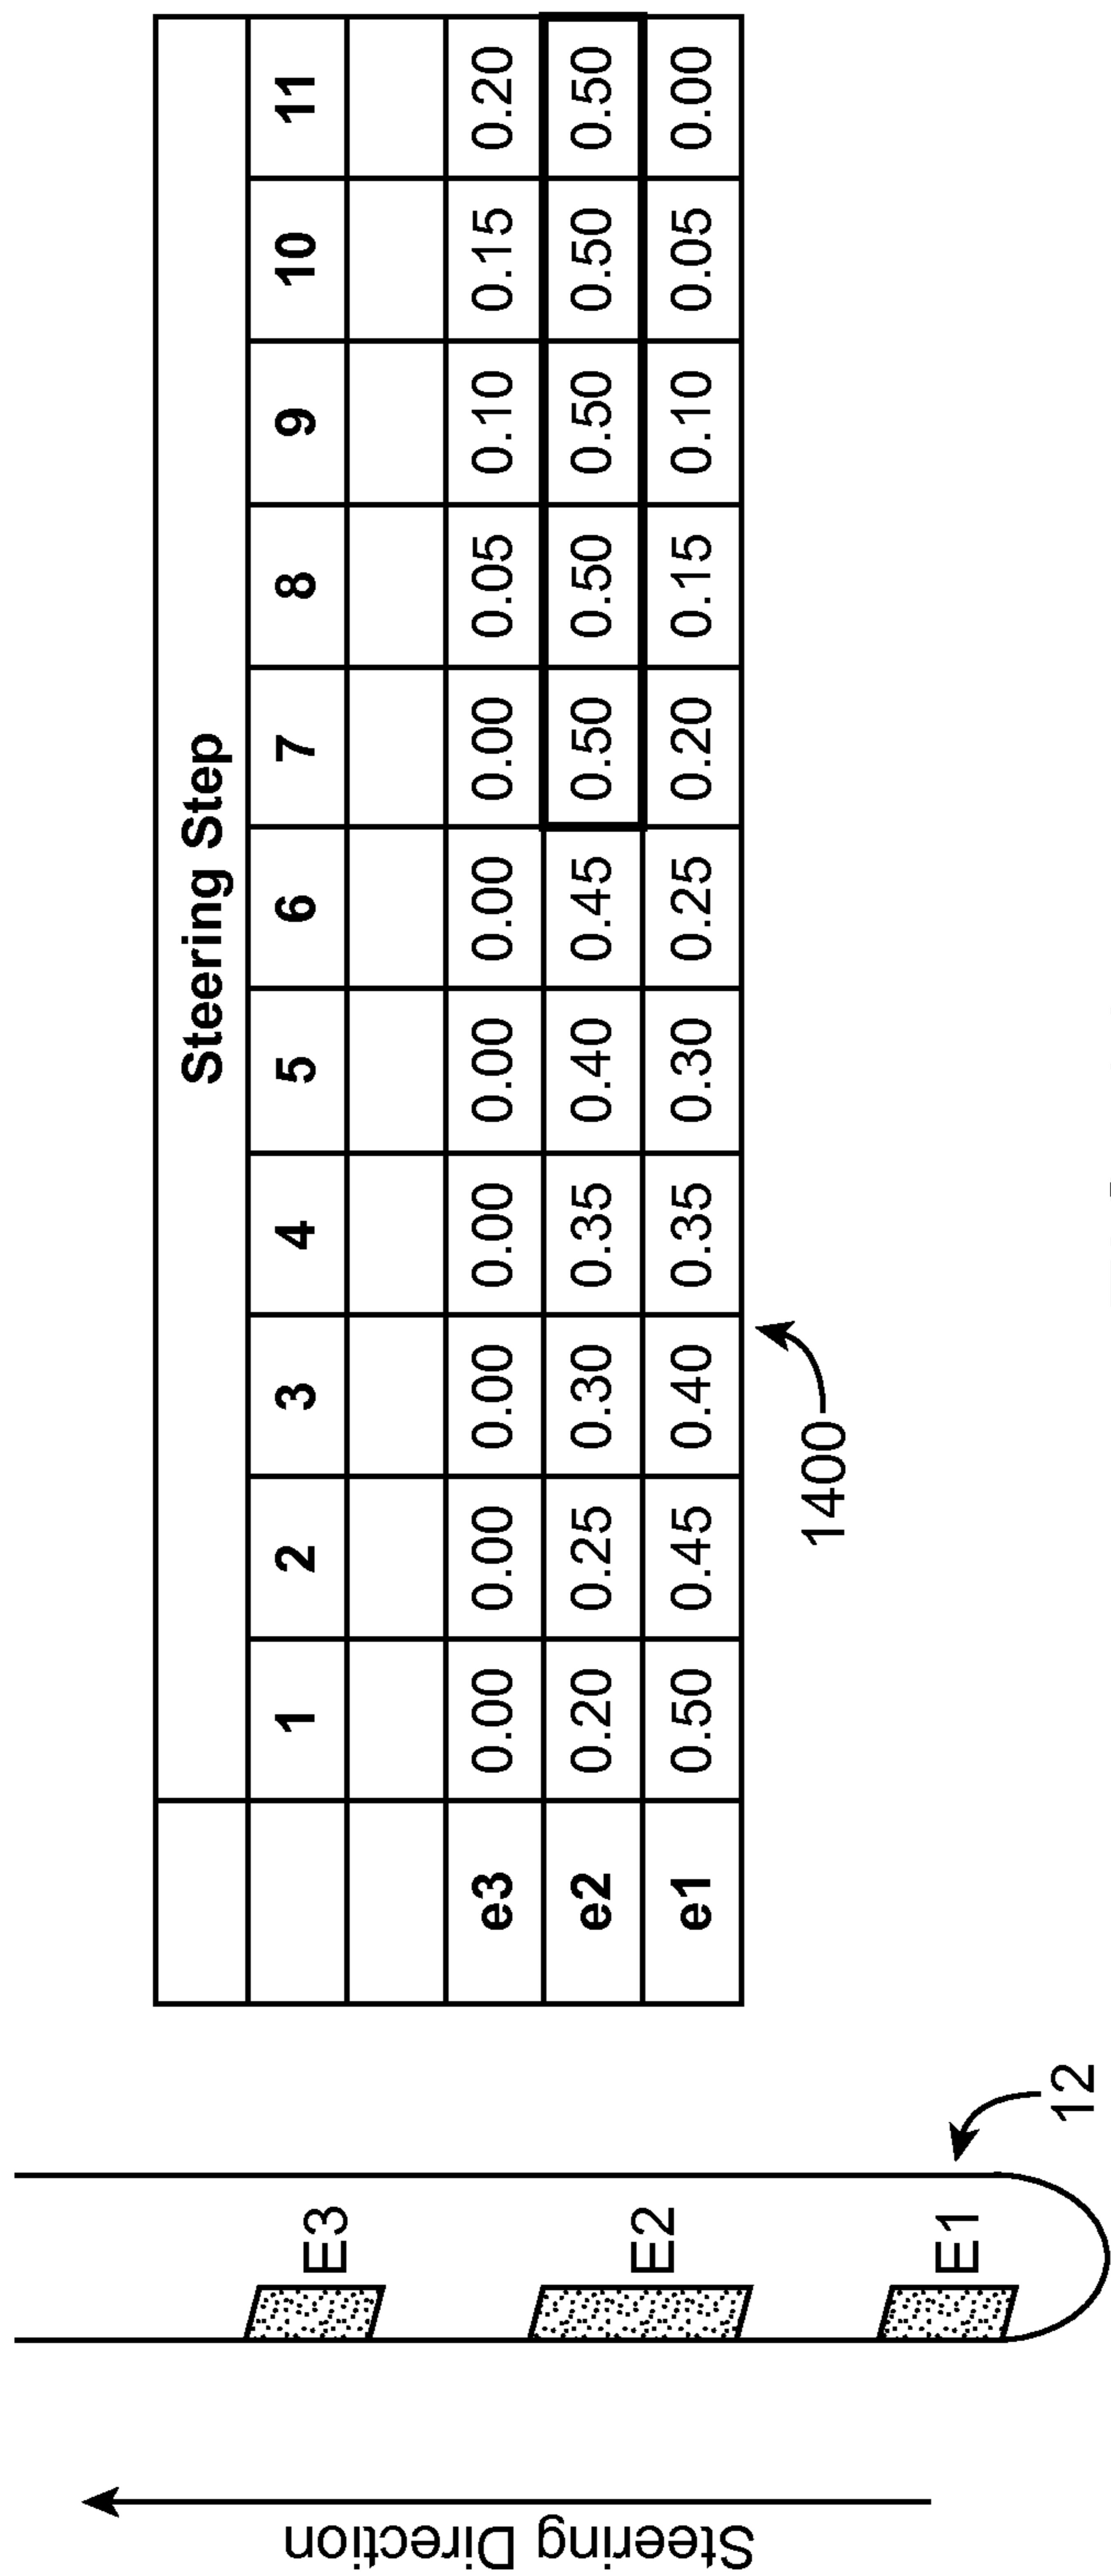 Steering Step
1 2 3 4 5 6 7 8 9 10 11
e3 0.00 0.00 0.00 0.00 0.00 0.00 0.00 0.05 0.10 0.15 0.20
e2 0.20 0.25 0.30 0.35 0.40 0.45 0.50 0.50 0.50 0.50 0.50
e1 0.50 0.45 0.40 0.35 0.30 0.25 0.20 0.15 0.10 0.05 0.00
1400
Steering Direction
E3
E2
E1
12